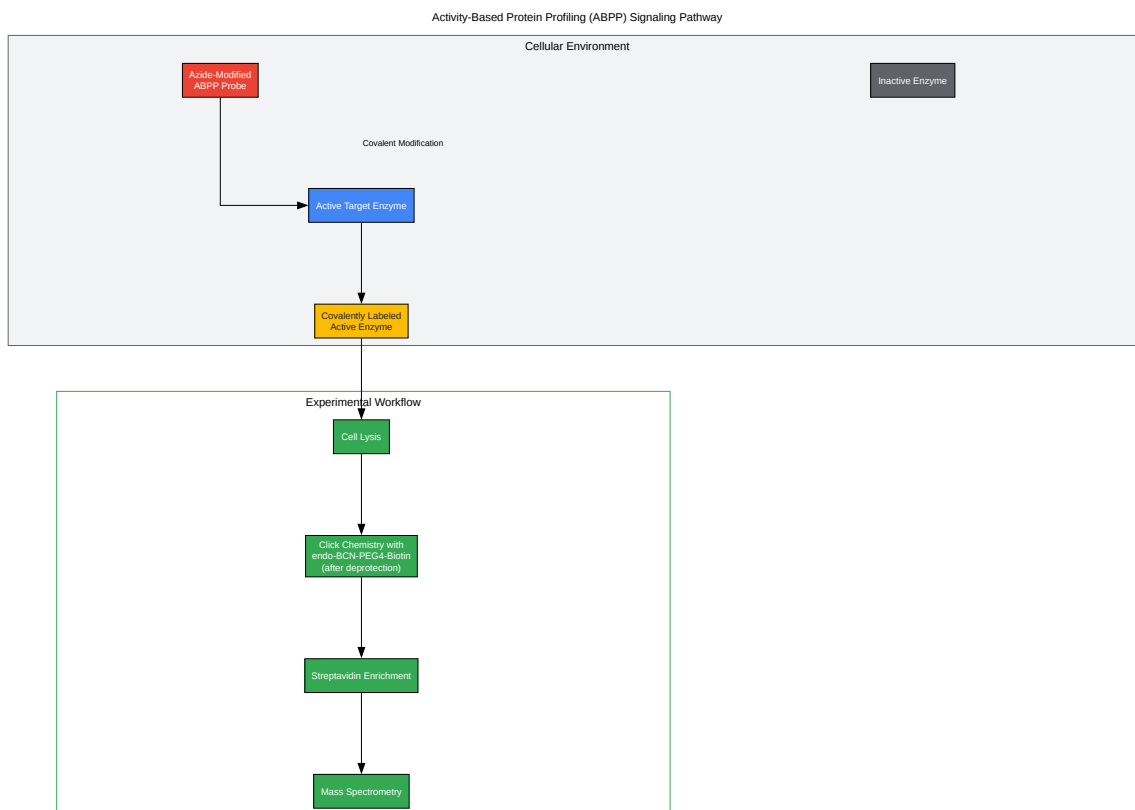 Activity-Based Protein Profiling (ABPP) Signaling Pathway
Cellular Environment
Azide-Modified
ABPP Probe
Inactive Enzyme
Covalent Modification
Active Target Enzyme
Covalently Labeled
Active Enzyme
Experimental Workflow
Cell Lysis
Click Chemistry with
endo-BCN-PEG4-Biotin
(after deprotection)
Streptavidin Enrichment
Mass Spectrometry